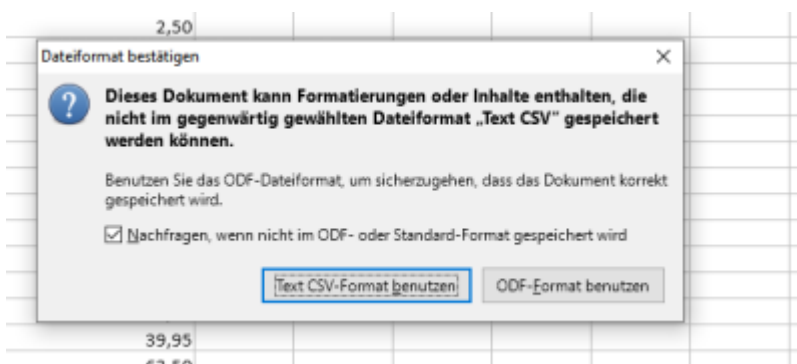 2,50
Dateiformat bestätigen
Dieses Dokument kann Formatierungen oder Inhalte enthalten, die
nicht im gegenwärtig gewählten Dateiformat „Text CSV“ gespeichert
werden können.
Benutzen Sie das ODF-Dateiformat, um sicherzugehen, dass das Dokument korrekt
gespeichert wird.
Nachfragen, wenn nicht im ODF- oder Standard-Format gespeichert wird
Text CSV-Format benutzen
ODF-Format benutzen
39,95